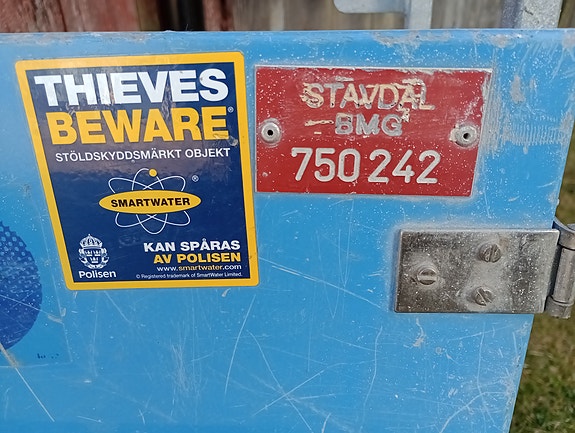 THIEVES
BEWARE®
STÖLDSKYDDSMÄRKT OBJEKT
SMARTWATER ®
KAN SPÅRAS
AV POLISEN
Polisen
www.smartwater.com
© Registered trademark of SmartWater Limited.
STAVDAL
BMG
750 242